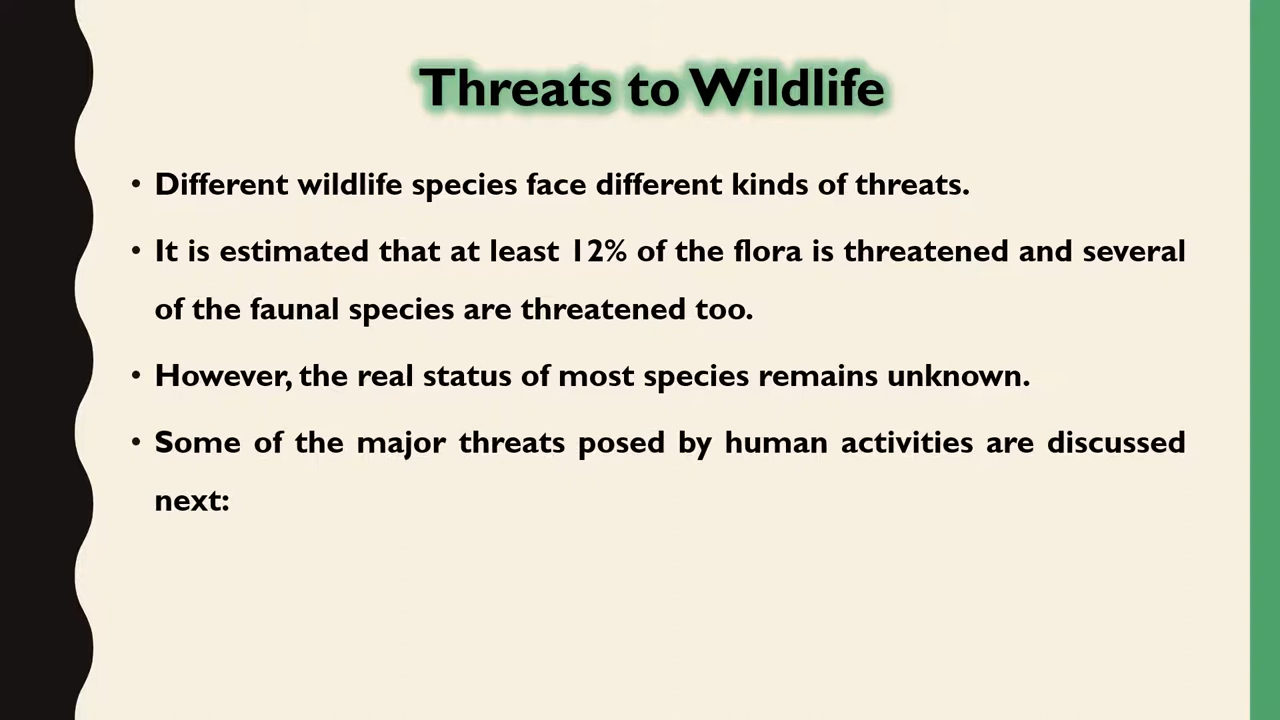 Threats to Wildlife
• Different wildlife species face different kinds of threats.
• It is estimated that at least 12% of the flora is threatened and several
of the faunal species are threatened too.
• However, the real status of most species remains unknown.
• Some of the major threats posed by human activities are discussed
next: